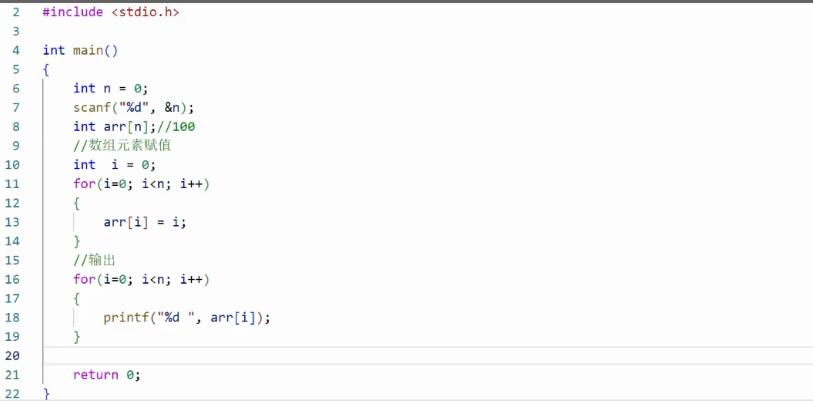 2 #include <stdio.h>
3
4 int main()
5 {
6     int n = 0;
7     scanf("%d", &n);
8     int arr[n];//100
9     //数组元素赋值
10     int  i = 0;
11     for(i=0; i<n; i++)
12     {
13         arr[i] = i;
14     }
15     //输出
16     for(i=0; i<n; i++)
17     {
18         printf("%d ", arr[i]);
19     }
20
21     return 0;
22 }